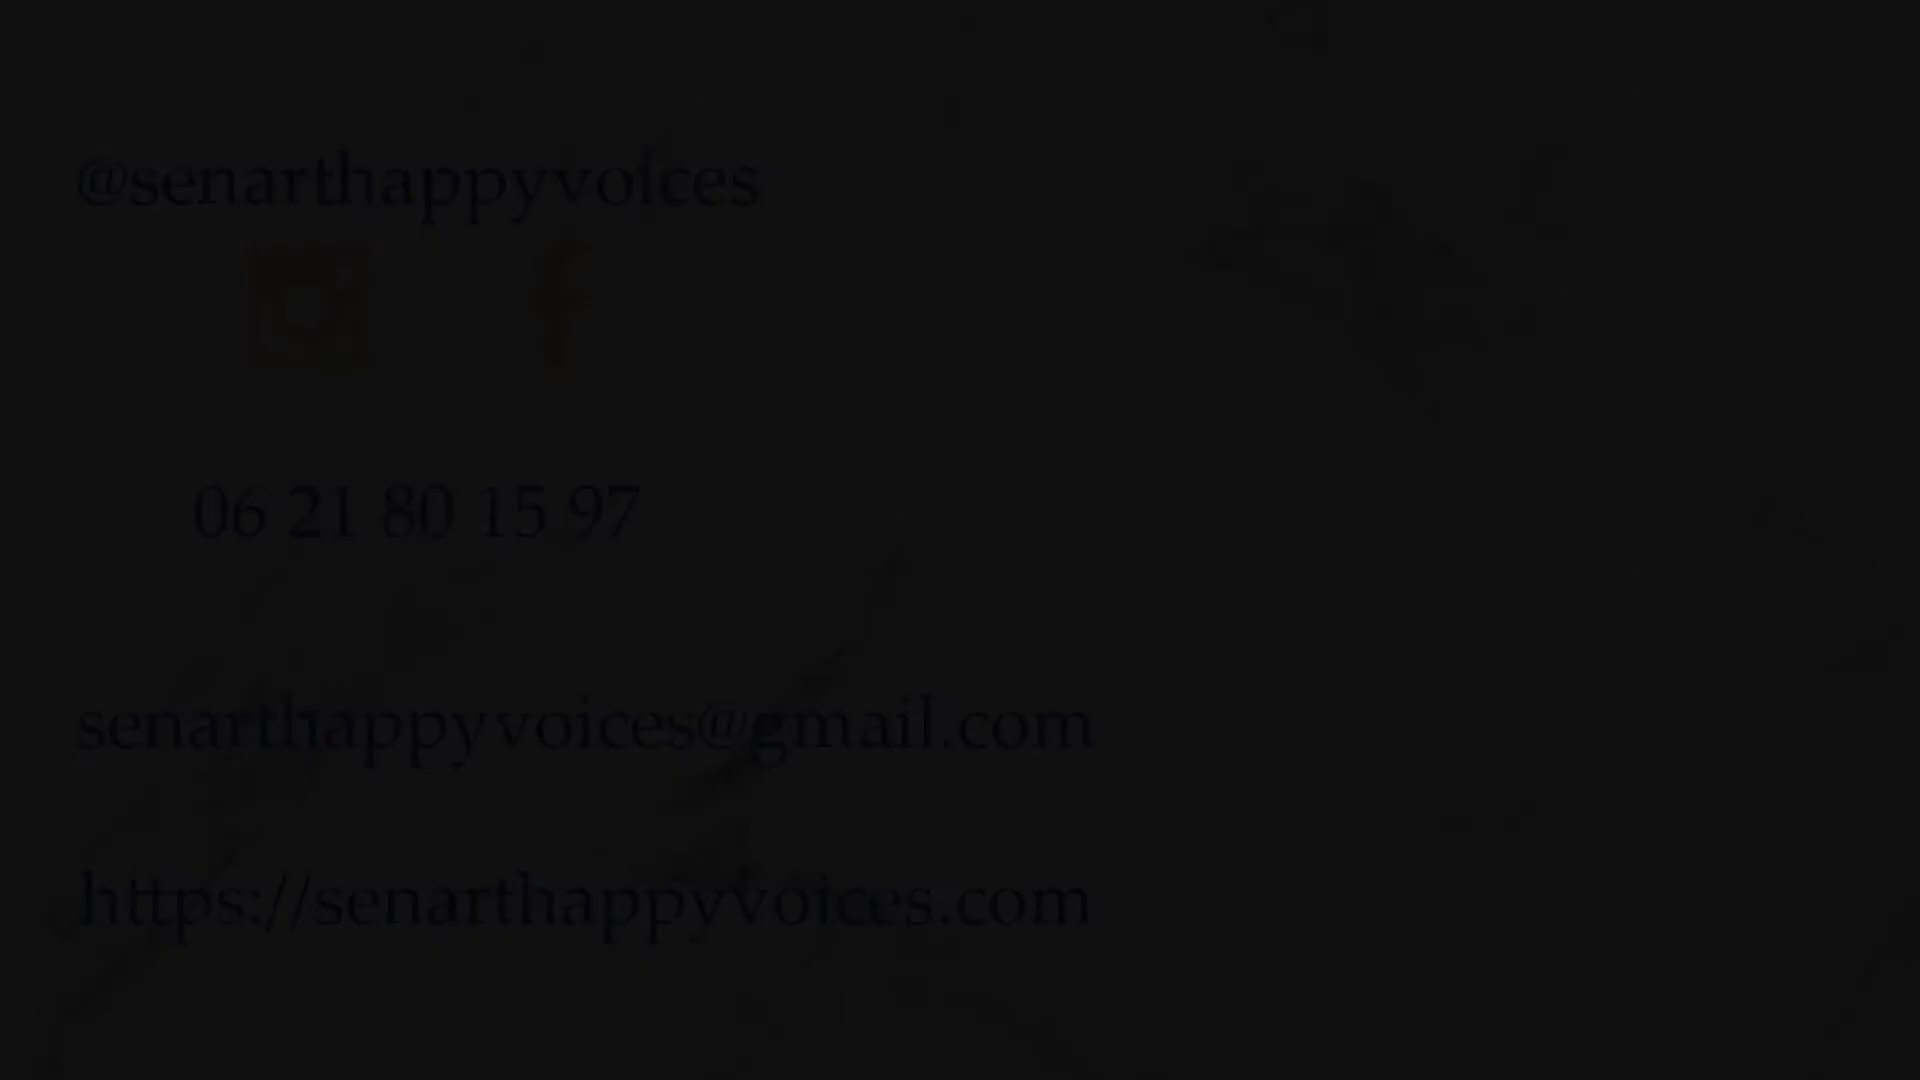 @senarthappyvoices
06 21 80 15 97
senarthappyvoices@gmail.com
https://senarthappyvoices.com